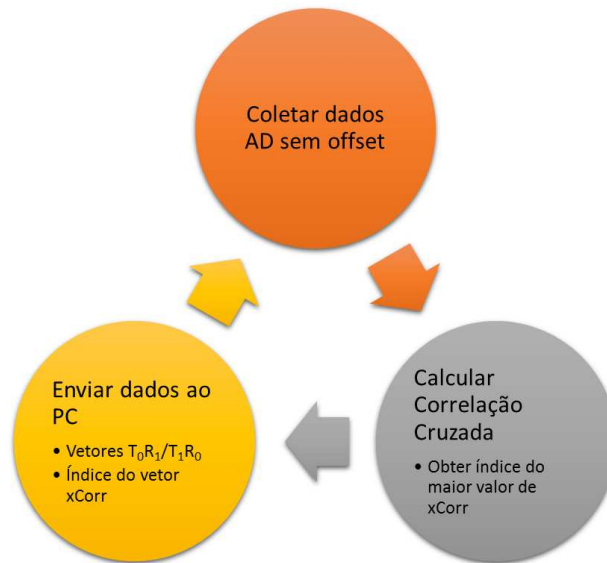 Coletar dados
AD sem offset
Calcular
Correlação
Cruzada
• Obter índice do
maior valor de
xCorr
Enviar dados ao
PC
• Vetores T₀R₁/T₁R₀
• Índice do vetor
xCorr